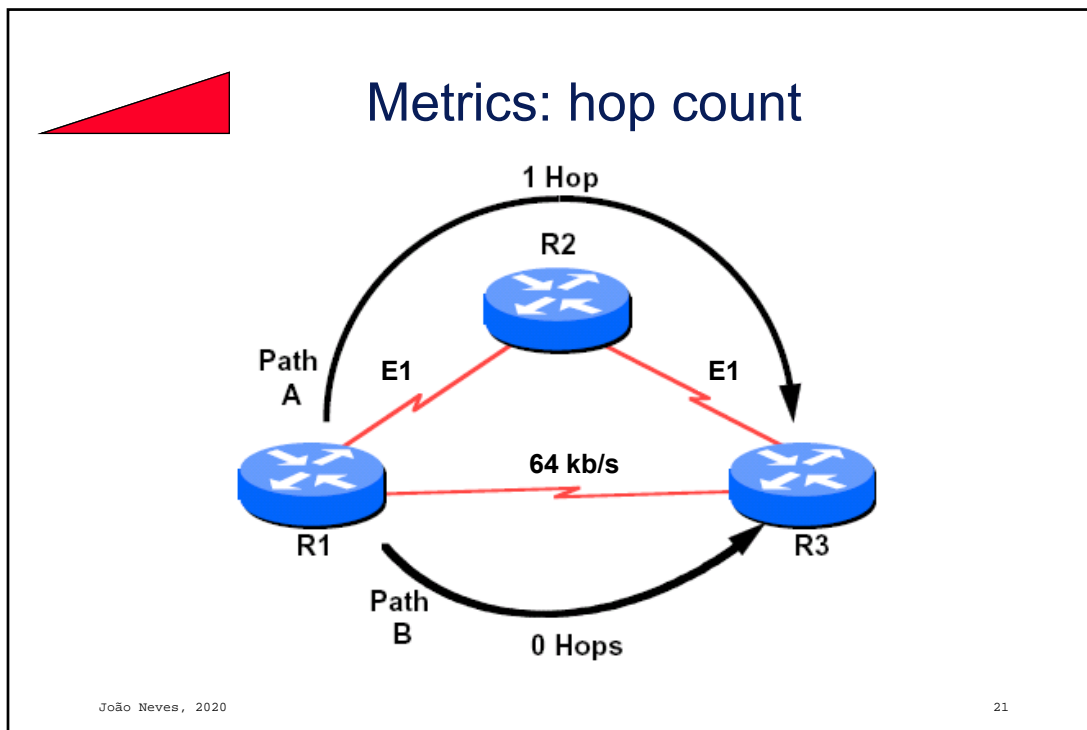 Metrics: hop count
1 Hop
R2
Path
A
E1
E1
64 kb/s
R1
R3
Path
B
0 Hops
João Neves, 2020
21